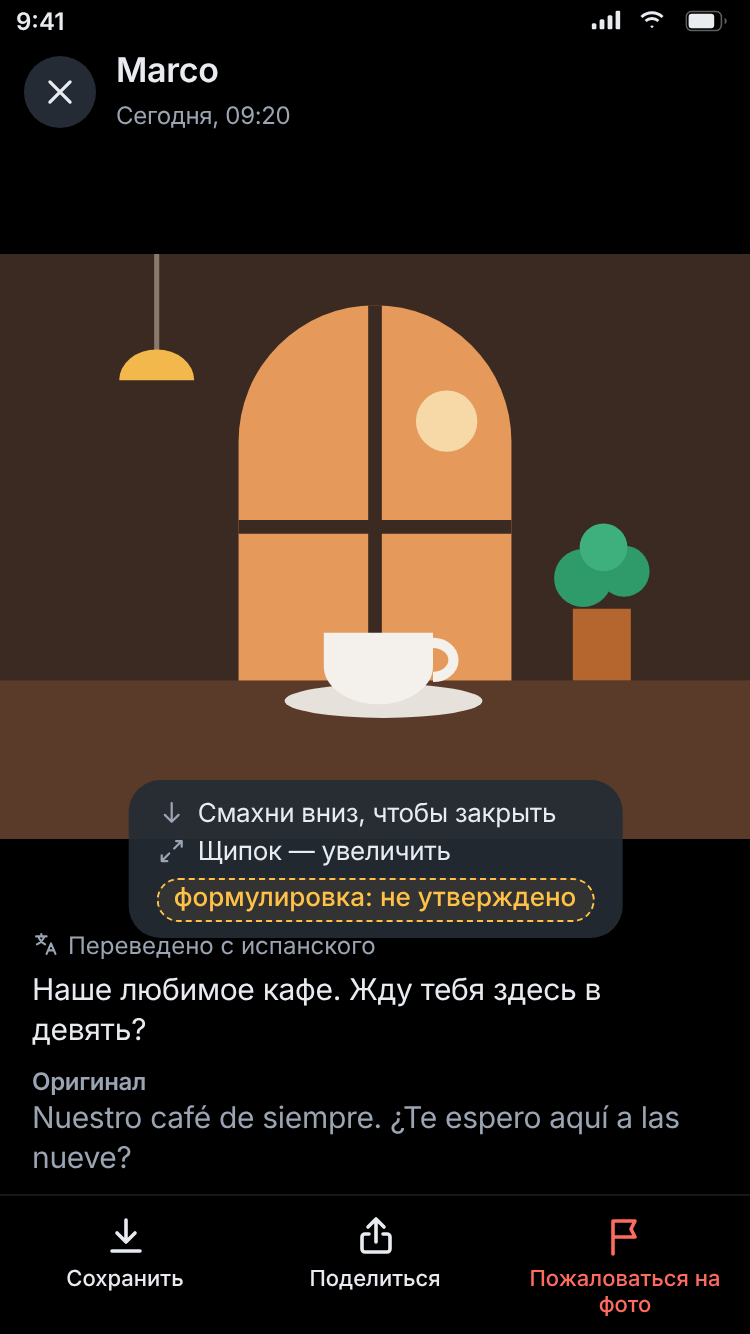 9:41
Marco
Сегодня, 09:20
Смахни вниз, чтобы закрыть
Щипок — увеличить
формулировка: не утверждено
Переведено с испанского
Наше любимое кафе. Жду тебя здесь в
девять?
Оригинал
Nuestro café de siempre. ¿Te espero aquí a las
nueve?
Сохранить
Поделиться
Пожаловаться на
фото